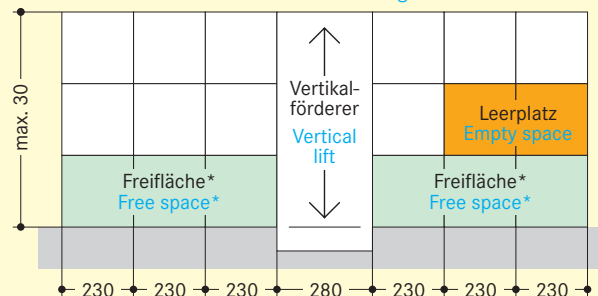 max. 30
Vertikal-
förderer
Vertical
lift
Leerplatz
Empty space
Freifläche*
Free space*
Freifläche*
Free space*
230 230 230 280 230 230 230